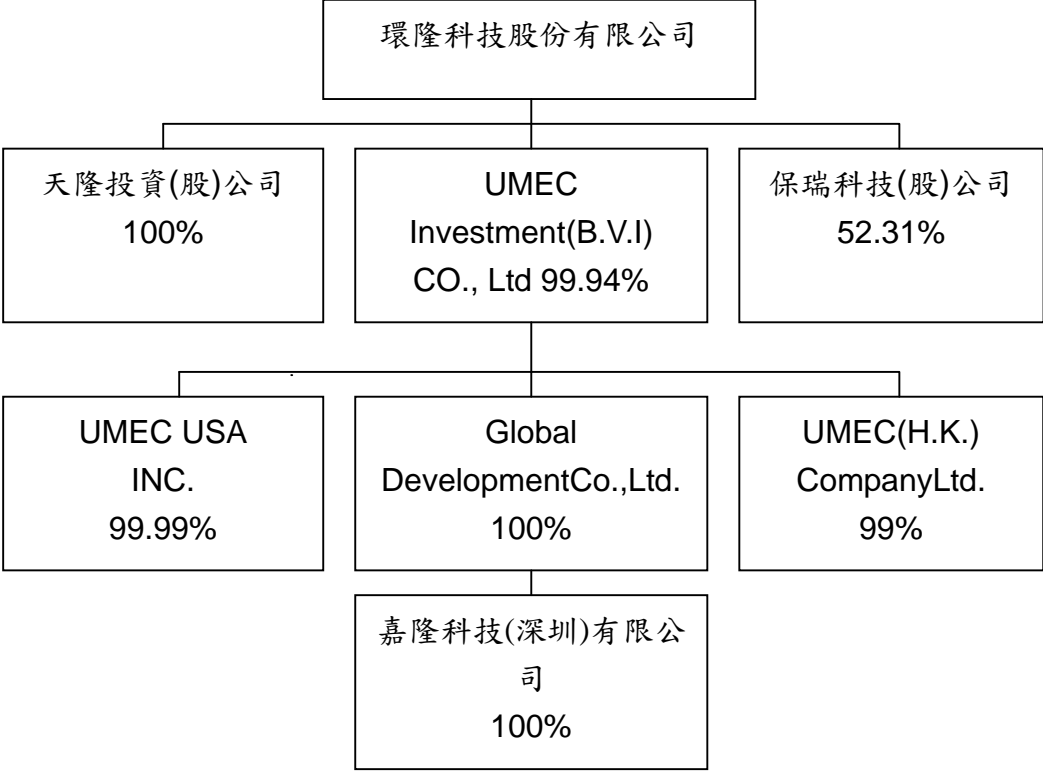 環隆科技股份有限公司
天隆投資(股)公司
100%
UMEC
Investment(B.V.I)
CO., Ltd 99.94%
保瑞科技(股)公司
52.31%
UMEC USA
INC.
99.99%
Global
DevelopmentCo.,Ltd.
100%
UMEC(H.K.)
CompanyLtd.
99%
嘉隆科技(深圳)有限公
司
100%